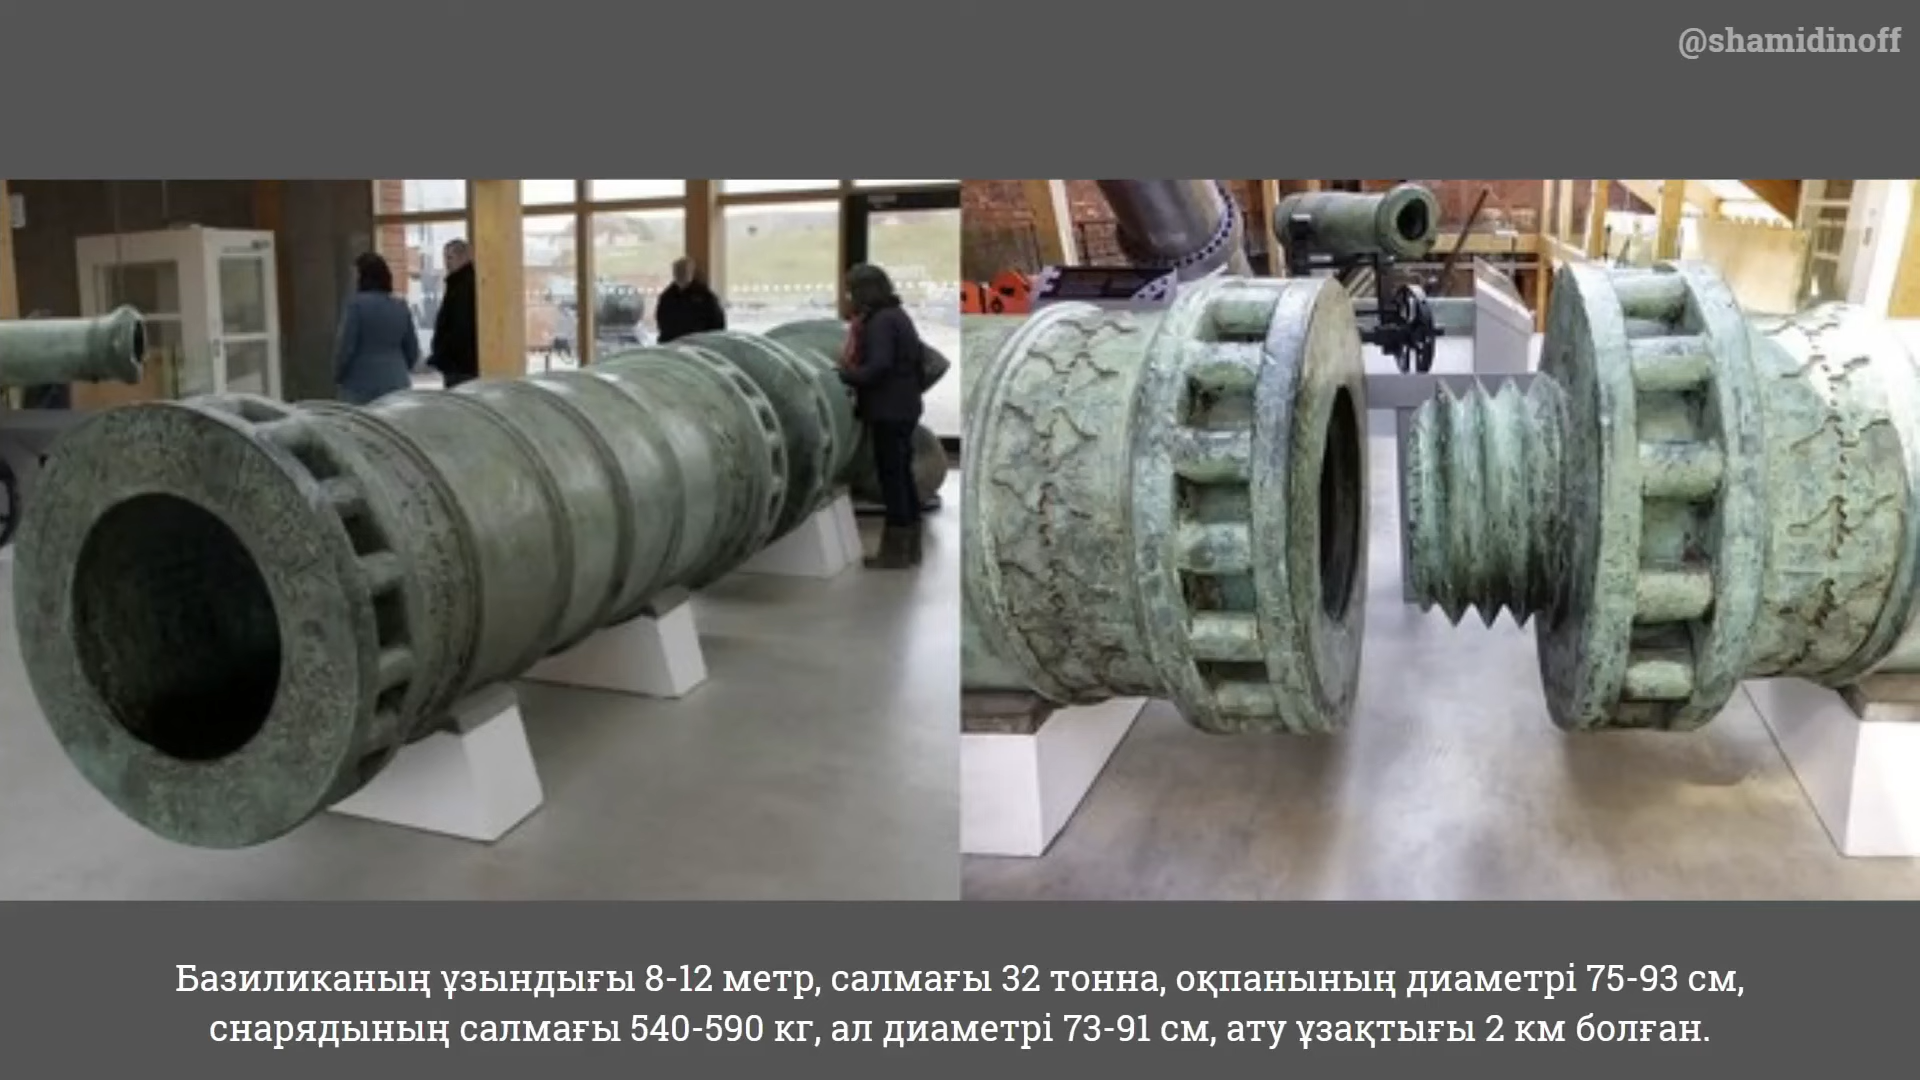 @shamidinoff
Базиликаның ұзындығы 8-12 метр, салмағы 32 тонна, оқпанының диаметрі 75-93 см,
снарядының салмағы 540-590 кг, ал диаметрі 73-91 см, ату ұзақтығы 2 км болған.